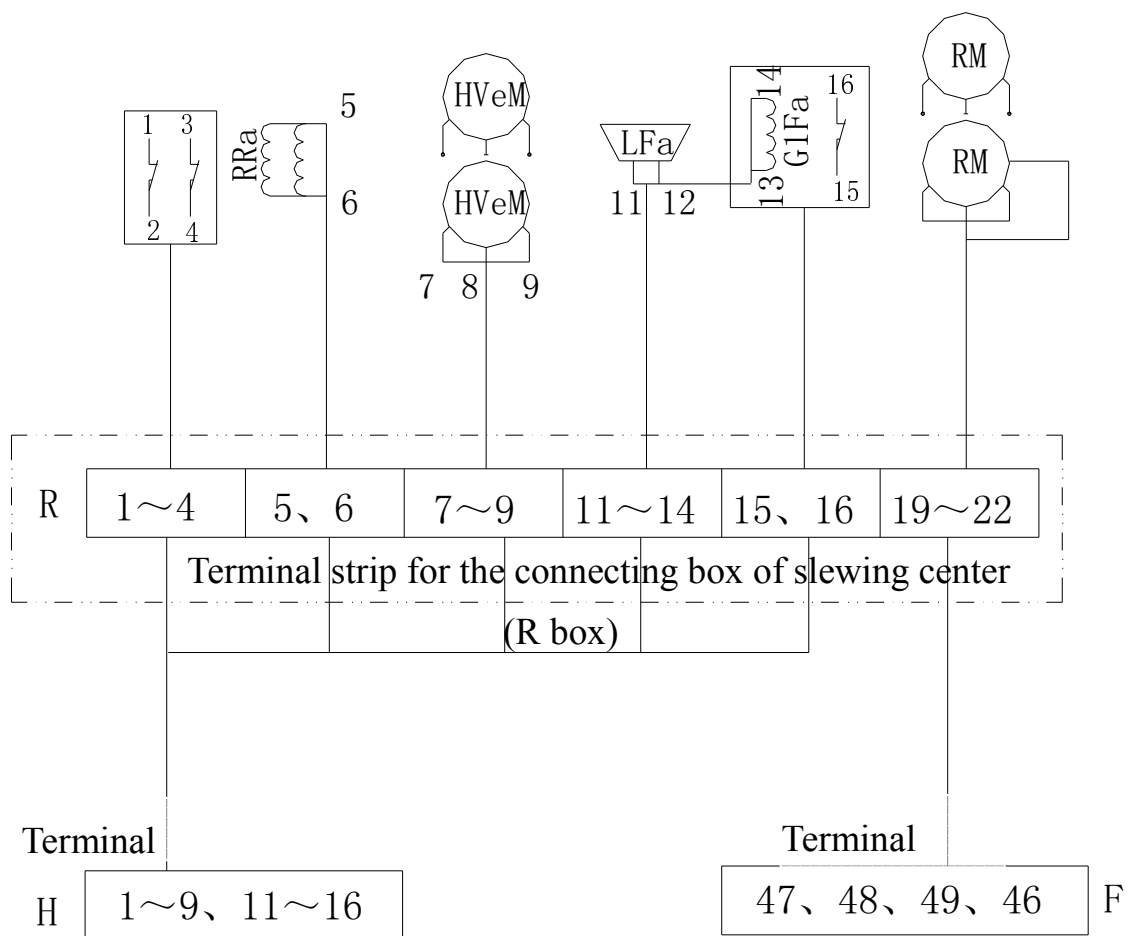 RM
HVeM
14
16
5
1 3
LFa
G1Fa
RRa
RM
HVeM
13
15
6
11 12
2 4
7 8 9
R
1～4
5、6
7～9
11～14
15、16
19～22
Terminal strip for the connecting box of slewing center
(R box)
Terminal
Terminal
H
1～9、11～16
47、48、49、46
F